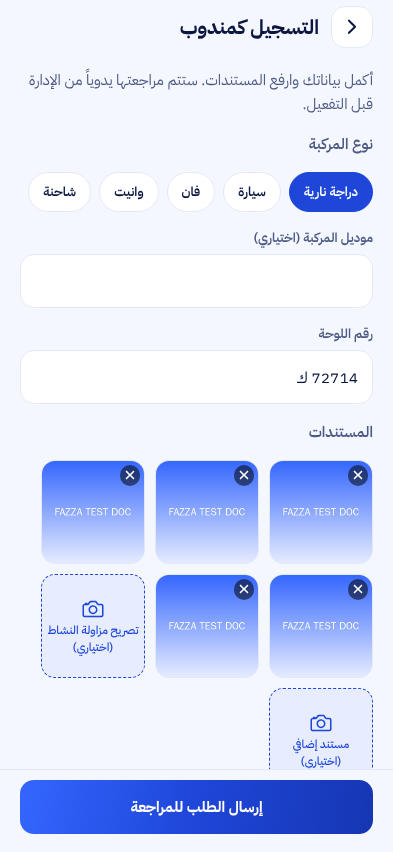 التسجيل كمندوب
أكمل بياناتك وارفع المستندات. ستتم مراجعتها يدوياً من الإدارة
قبل التفعيل.
نوع المركبة
دراجة نارية
سيارة
فان
وانيت
شاحنة
موديل المركبة (اختياري)
رقم اللوحة
72714 ك
المستندات
FAZZA TEST DOC
FAZZA TEST DOC
FAZZA TEST DOC
FAZZA TEST DOC
FAZZA TEST DOC
تصريح مزاولة النشاط
(اختياري)
مستند إضافي
(اختياري)
إرسال الطلب للمراجعة